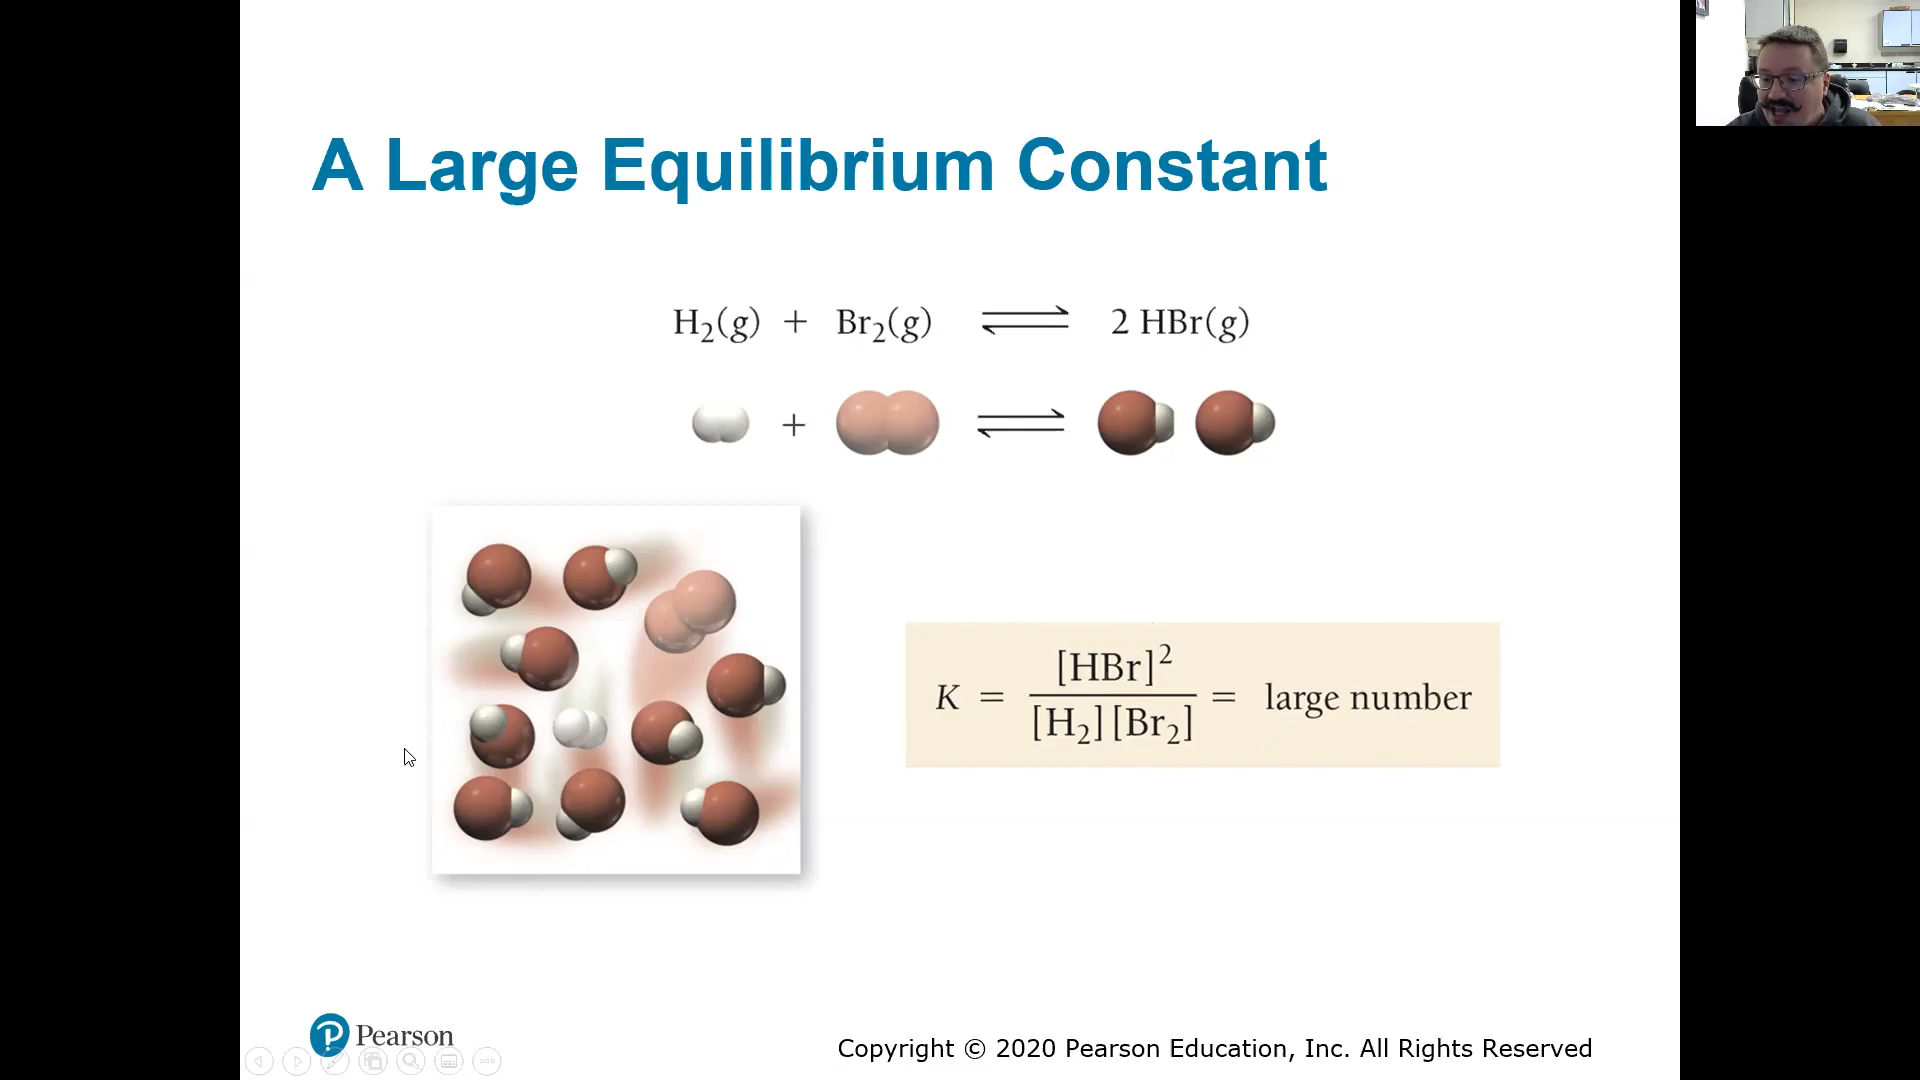 A Large Equilibrium Constant
H₂(g) + Br₂(g) ⇌ 2 HBr(g)
+ ⇌
K = [HBr]² / [H₂][Br₂] = large number
Pearson
Copyright © 2020 Pearson Education, Inc. All Rights Reserved